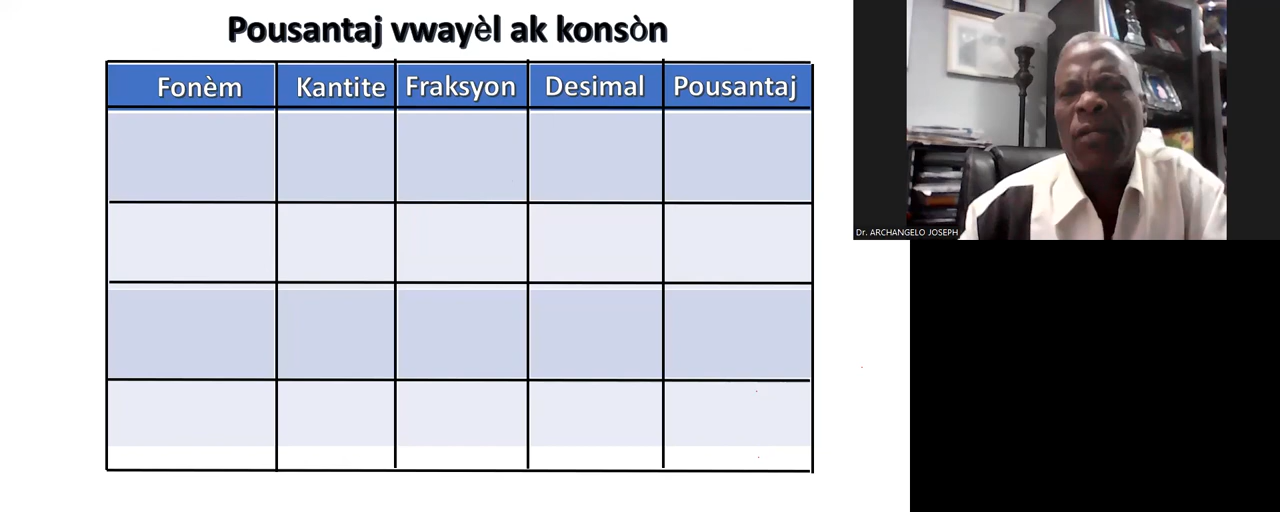 Pousantaj vwayèl ak konsòn
Fonèm Kantite Fraksyon Desimal Pousantaj
Dr. ARCHANGELO JOSEPH